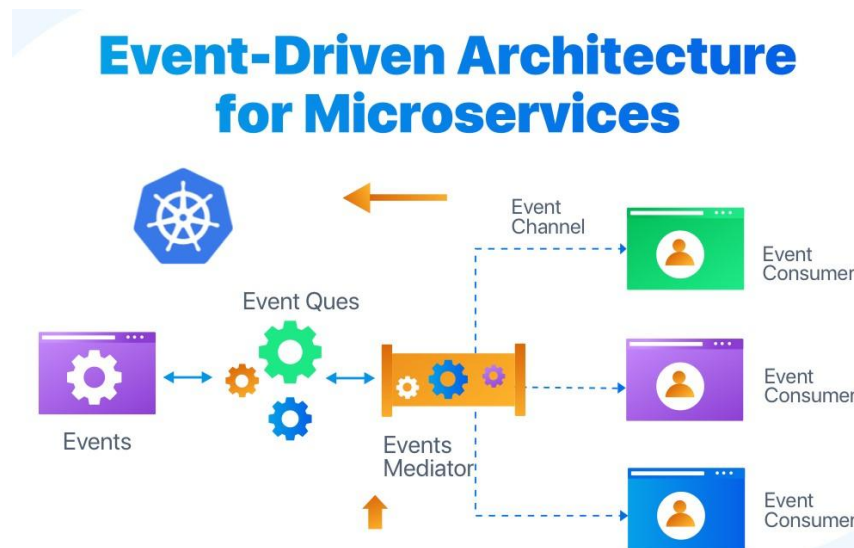 Event-Driven Architecture
for Microservices
Event
Channel
Event
Consumer
Event Ques
Events
Events
Mediator
Event
Consumer
Event
Consumer